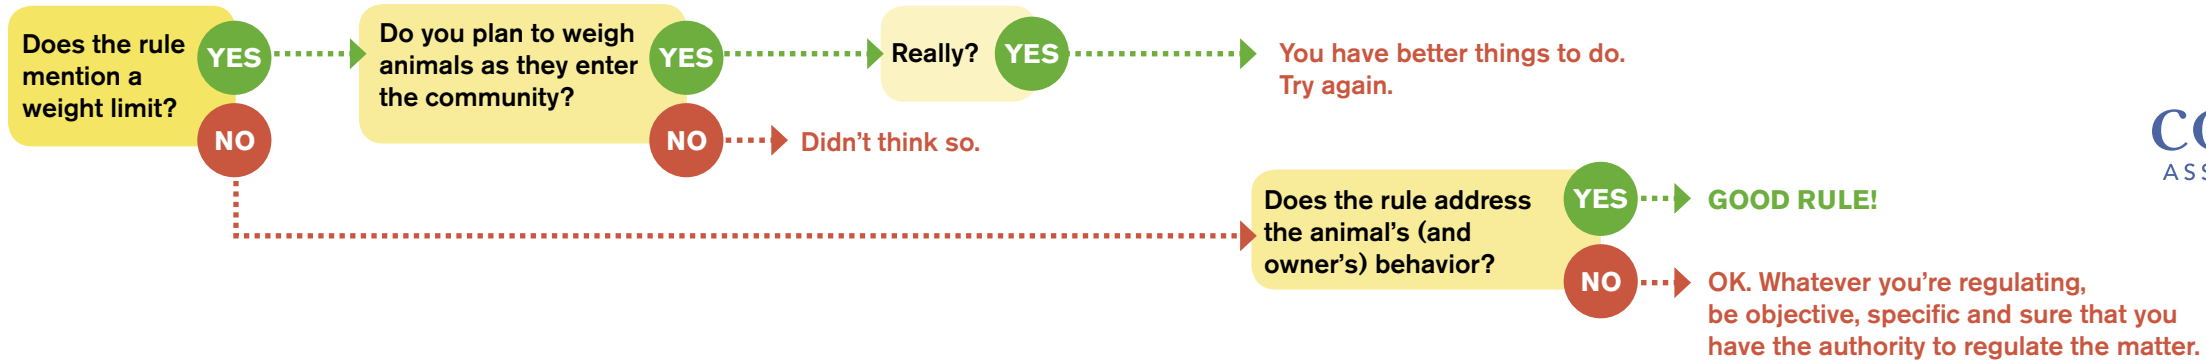 Does the rule
mention a
weight limit?
YES
NO
Do you plan to weigh
animals as they enter
the community?
YES
NO
Didn't think so.
Really?
YES
You have better things to do.
Try again.
Does the rule address
the animal's (and
owner's) behavior?
YES
GOOD RULE!
NO
OK. Whatever you're regulating,
be objective, specific and sure that you
have the authority to regulate the matter.